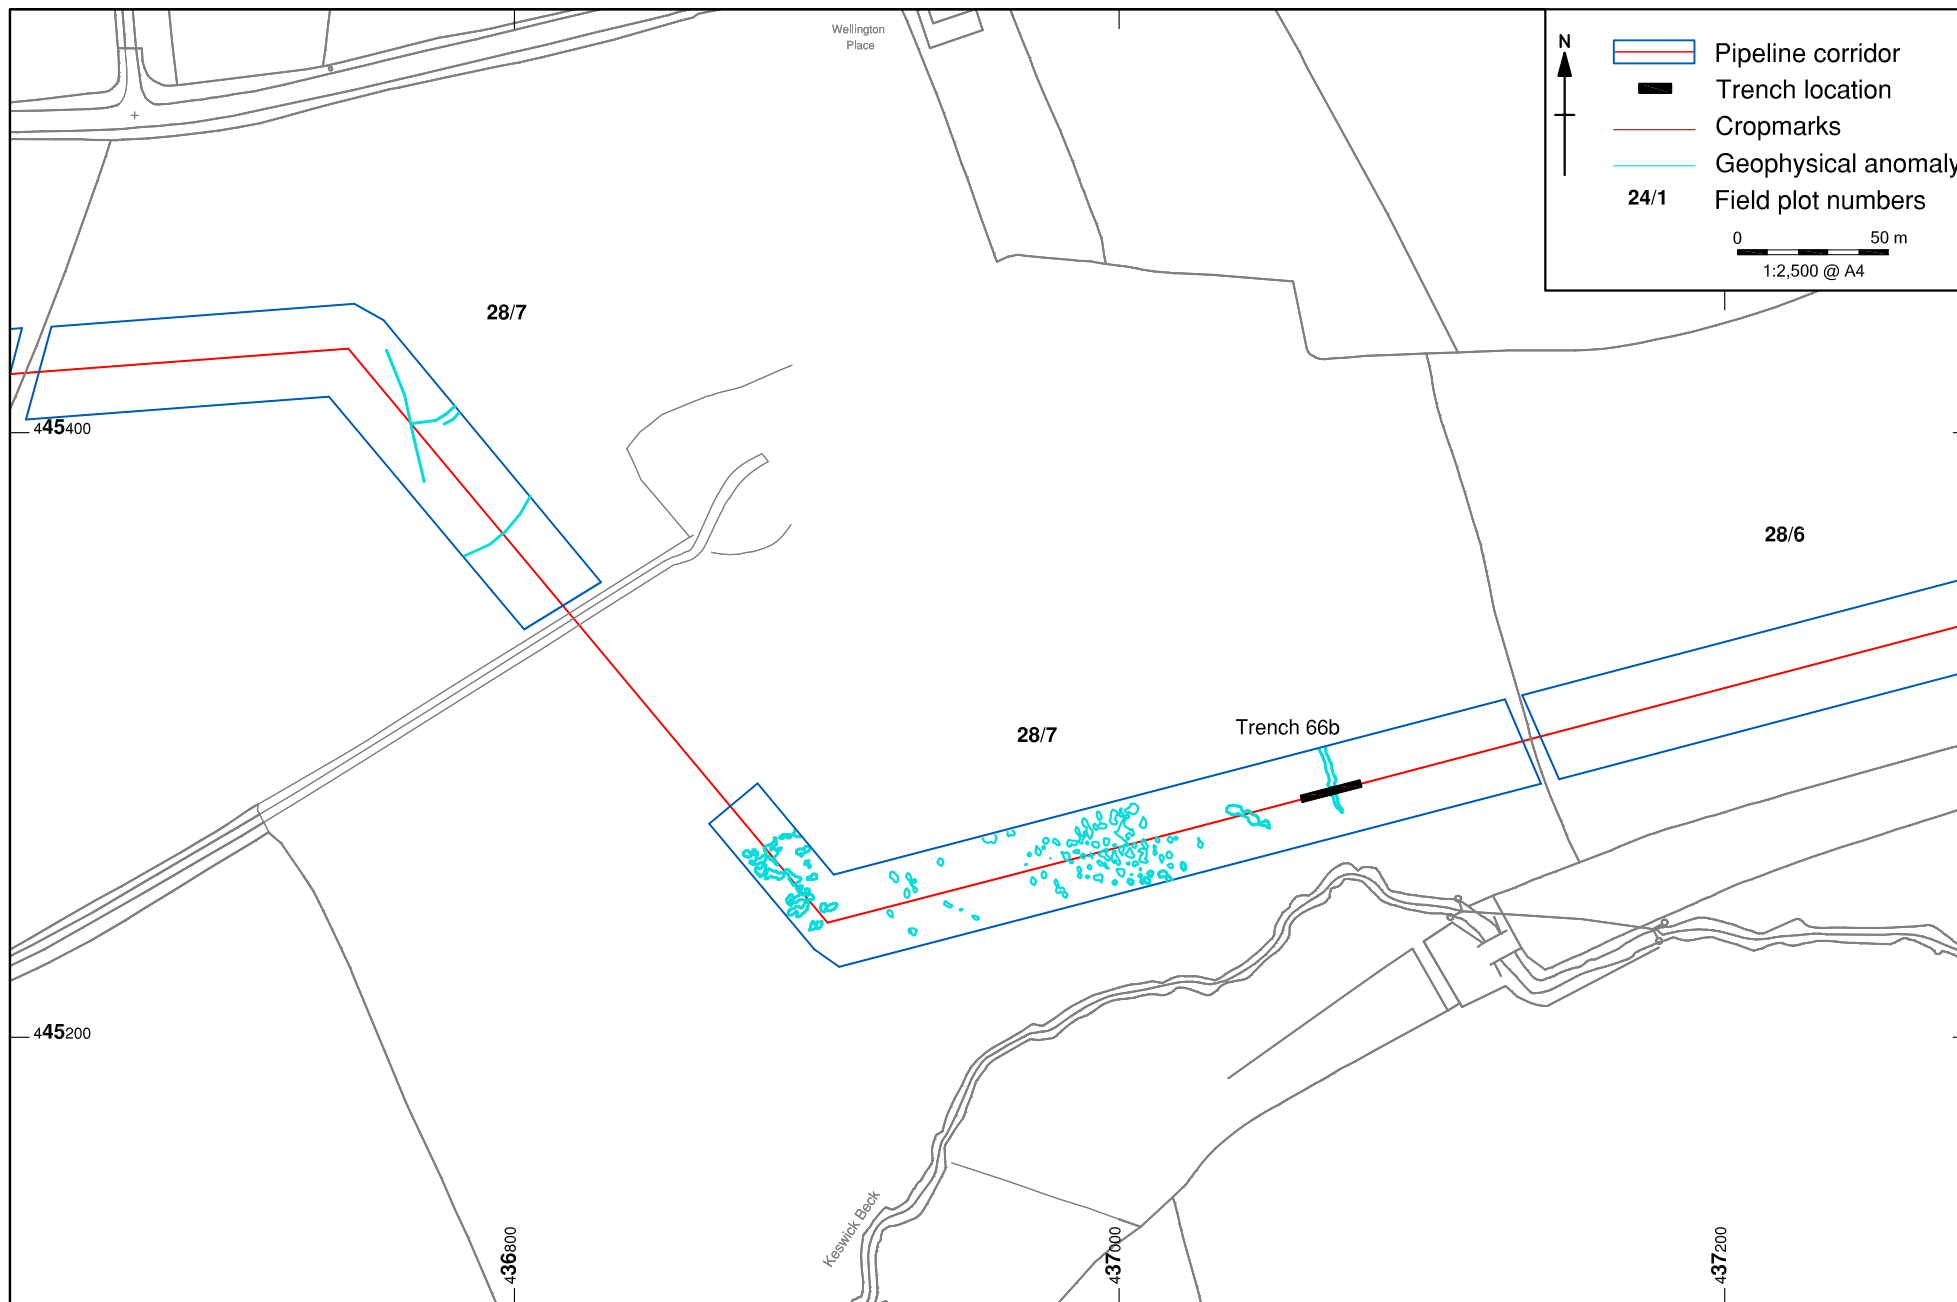 Wellington
Place
N
Pipeline corridor
Trench location
Cropmarks
Geophysical anomaly
24/1
Field plot numbers
0
50 m
1:2,500 @ A4
28/7
445400
28/6
28/7
Trench 66b
445200
Keswick Beck
436800
437000
437200